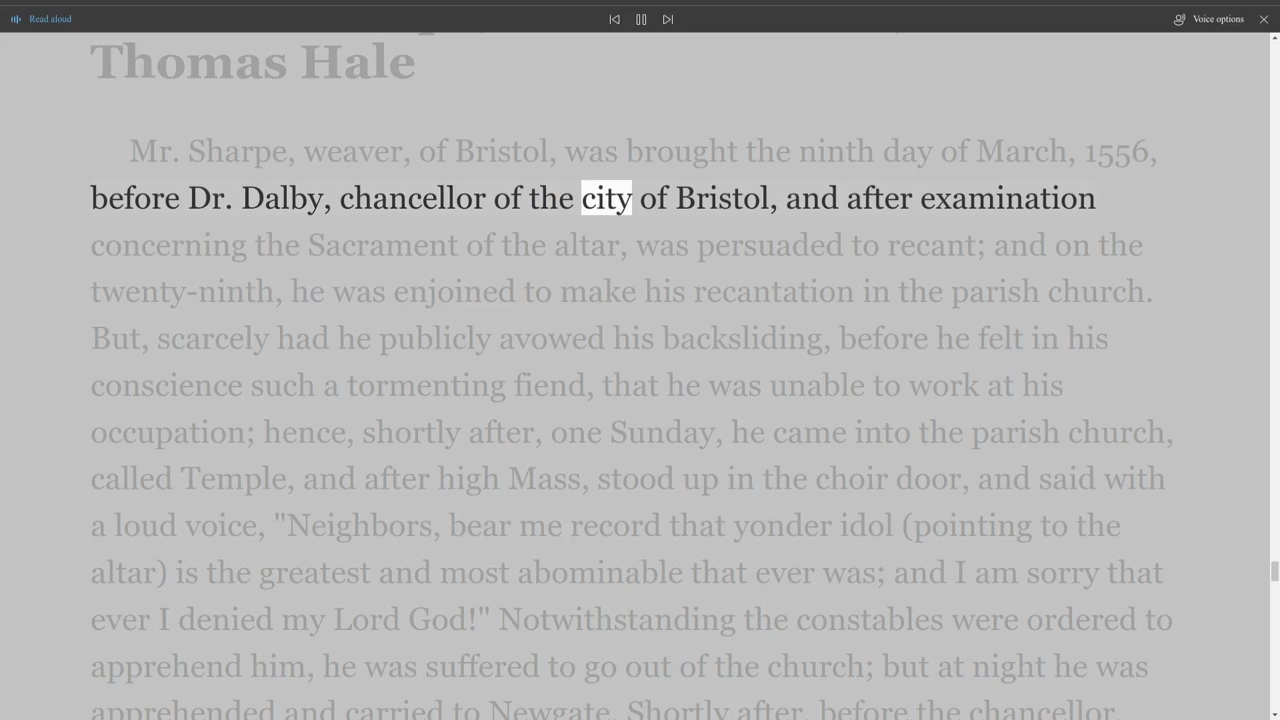 Read aloud
Voice options
Thomas Hale
Mr. Sharpe, weaver, of Bristol, was brought the ninth day of March, 1556,
before Dr. Dalby, chancellor of the city of Bristol, and after examination
concerning the Sacrament of the altar, was persuaded to recant; and on the
twenty-ninth, he was enjoined to make his recantation in the parish church.
But, scarcely had he publicly avowed his backsliding, before he felt in his
conscience such a tormenting fiend, that he was unable to work at his
occupation; hence, shortly after, one Sunday, he came into the parish church,
called Temple, and after high Mass, stood up in the choir door, and said with
a loud voice, "Neighbors, bear me record that yonder idol (pointing to the
altar) is the greatest and most abominable that ever was; and I am sorry that
ever I denied my Lord God!" Notwithstanding the constables were ordered to
apprehend him, he was suffered to go out of the church; but at night he was
apprehended and carried to Newgate. Shortly after, before the chancellor,